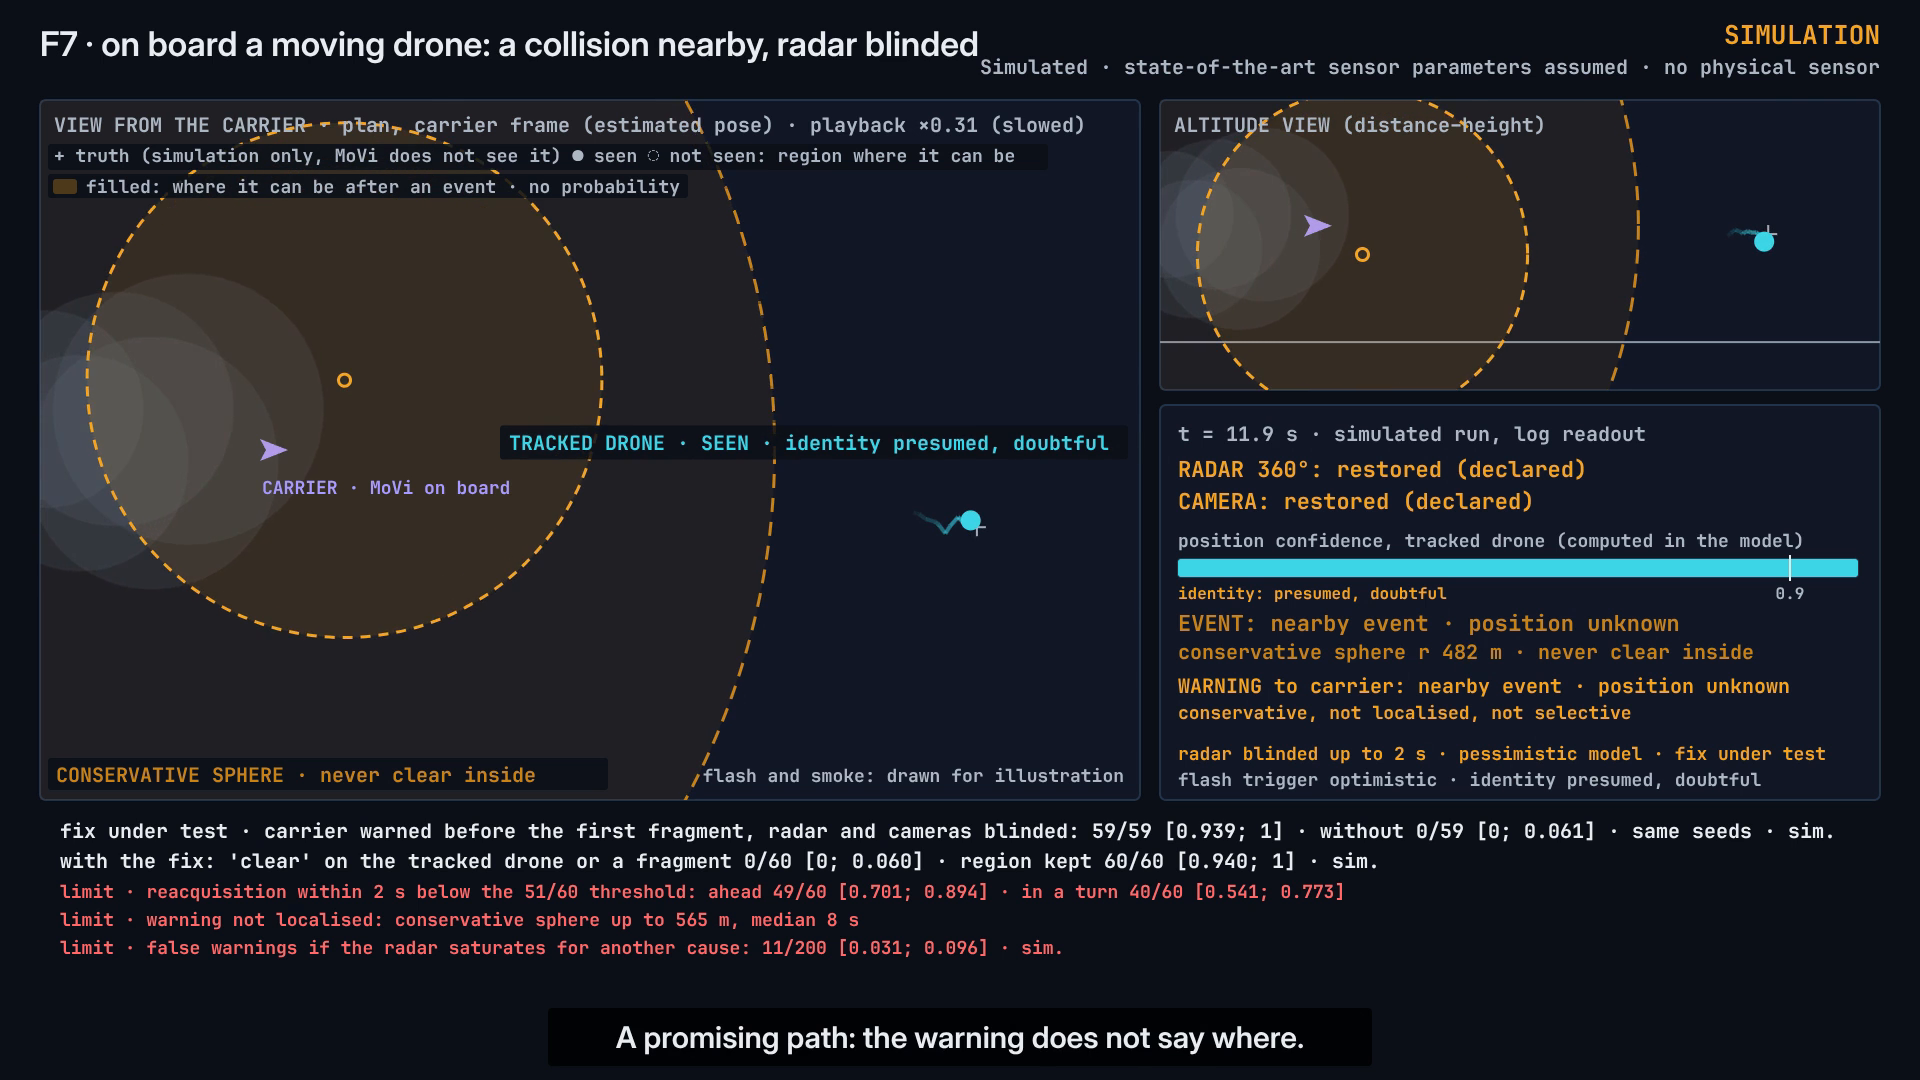 F7 · on board a moving drone: a collision nearby, radar blinded
SIMULATION
Simulated · state-of-the-art sensor parameters assumed · no physical sensor
VIEW FROM THE CARRIER · plan, carrier frame (estimated pose) · playback ×0.31 (slowed)
+ truth (simulation only, MoVi does not see it) ● seen ◌ not seen: region where it can be
filled: where it can be after an event · no probability
TRACKED DRONE · SEEN · identity presumed, doubtful
CARRIER · MoVi on board
CONSERVATIVE SPHERE · never clear inside
flash and smoke: drawn for illustration
ALTITUDE VIEW (distance-height)
t = 11.9 s · simulated run, log readout
RADAR 360°: restored (declared)
CAMERA: restored (declared)
position confidence, tracked drone (computed in the model)
identity: presumed, doubtful
0.9
EVENT: nearby event · position unknown
conservative sphere r 482 m · never clear inside
WARNING to carrier: nearby event · position unknown
conservative, not localised, not selective
radar blinded up to 2 s · pessimistic model · fix under test
flash trigger optimistic · identity presumed, doubtful
fix under test · carrier warned before the first fragment, radar and cameras blinded: 59/59 [0.939; 1] · without 0/59 [0; 0.061] · same seeds · sim.
with the fix: 'clear' on the tracked drone or a fragment 0/60 [0; 0.060] · region kept 60/60 [0.940; 1] · sim.
limit · reacquisition within 2 s below the 51/60 threshold: ahead 49/60 [0.701; 0.894] · in a turn 40/60 [0.541; 0.773]
limit · warning not localised: conservative sphere up to 565 m, median 8 s
limit · false warnings if the radar saturates for another cause: 11/200 [0.031; 0.096] · sim.
A promising path: the warning does not say where.